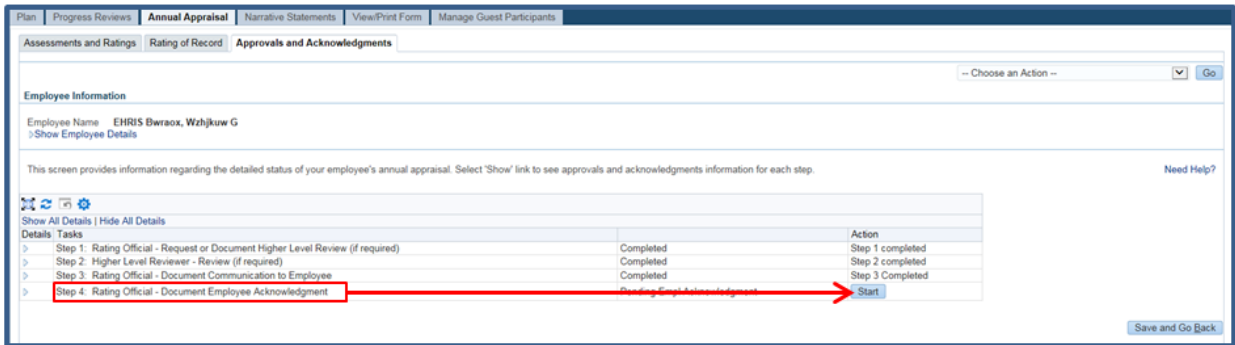 Plan Progress Reviews Annual Appraisal Narrative Statements View/Print Form Manage Guest Participants
Assessments and Ratings Rating of Record Approvals and Acknowledgments
-- Choose an Action -- Go
Employee Information
Employee Name EHRIS Bwraox, Wzhjkuw G
Show Employee Details
This screen provides information regarding the detailed status of your employee's annual appraisal. Select 'Show' link to see approvals and acknowledgments information for each step. Need Help?
Show All Details | Hide All Details
Details Tasks Action
Step 1: Rating Official - Request or Document Higher Level Review (if required) Completed Step 1 completed
Step 2: Higher Level Reviewer - Review (if required) Completed Step 2 completed
Step 3: Rating Official - Document Communication to Employee Completed Step 3 Completed
Step 4: Rating Official - Document Employee Acknowledgment Pending Empl Acknowledgment Start
Save and Go Back